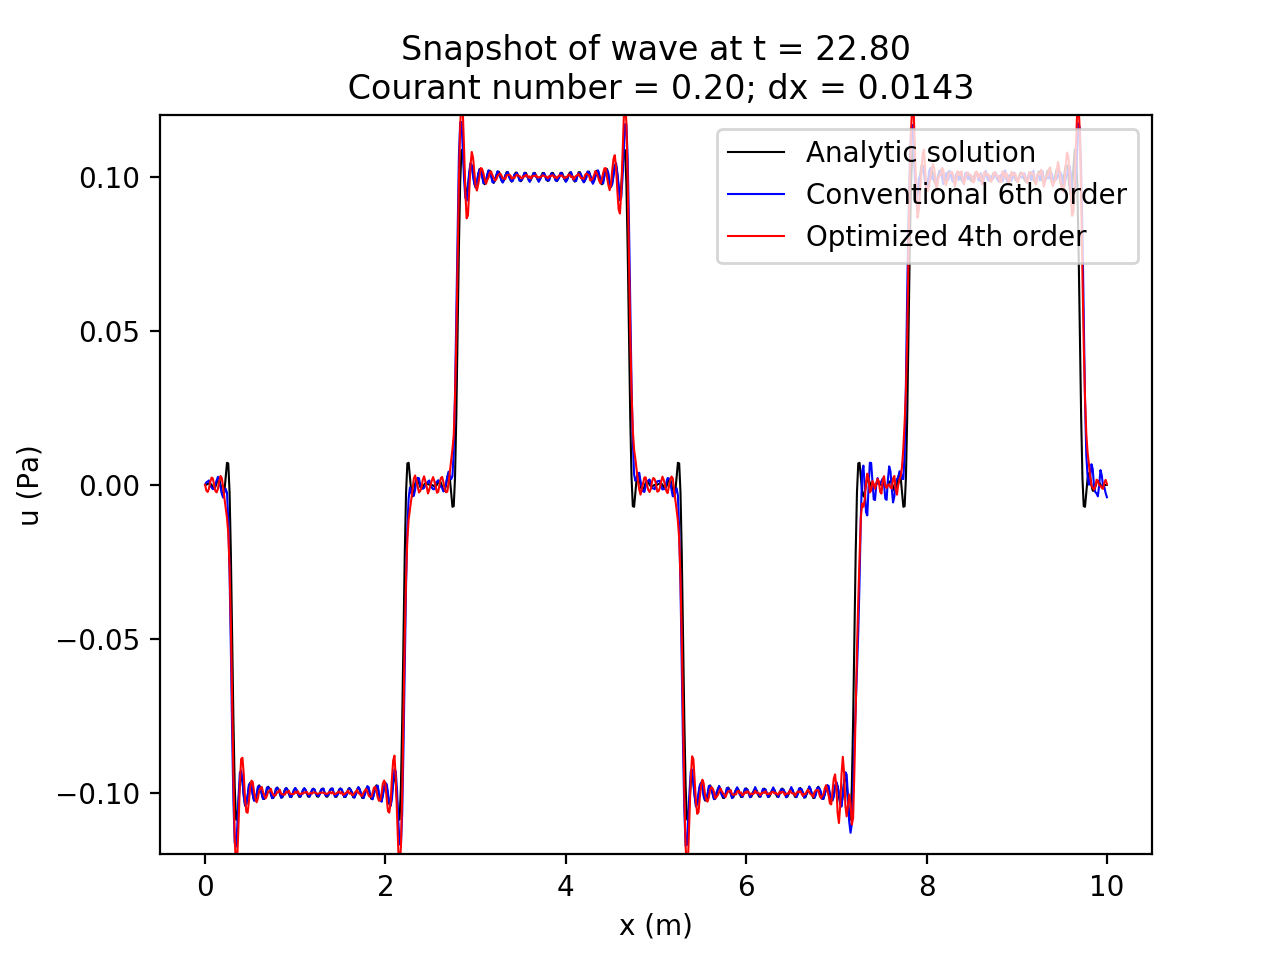 Snapshot of wave at t = 22.80
Courant number = 0.20; dx = 0.0143
Analytic solution
Conventional 6th order
Optimized 4th order
0.10
0.05
0.00
−0.05
−0.10
u (Pa)
0 2 4 6 8 10
x (m)